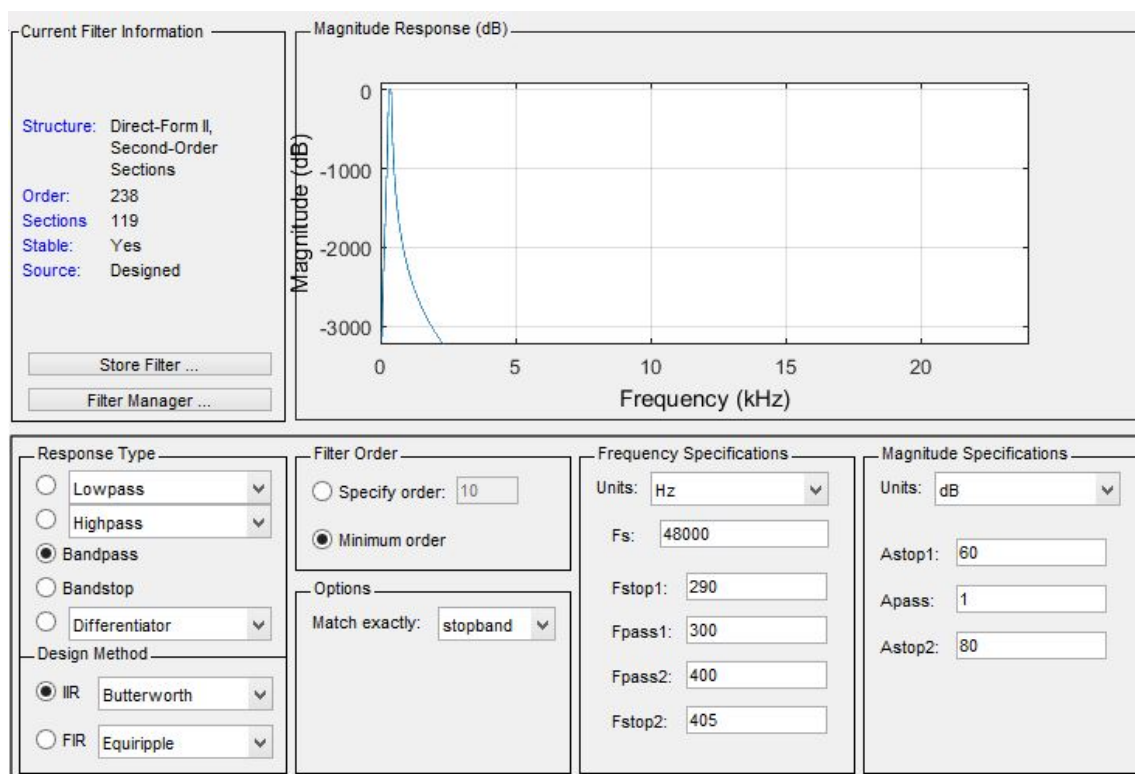 Current Filter Information
Structure: Direct-Form II,
Second-Order
Sections
Order: 238
Sections 119
Stable: Yes
Source: Designed
Store Filter ...
Filter Manager ...
Magnitude Response (dB)
Magnitude (dB)
0
-1000
-2000
-3000
0 5 10 15 20
Frequency (kHz)
Response Type
Lowpass
Highpass
Bandpass
Bandstop
Differentiator
Design Method
IIR Butterworth
FIR Equiripple
Filter Order
Specify order: 10
Minimum order
Options
Match exactly: stopband
Frequency Specifications
Units: Hz
Fs: 48000
Fstop1: 290
Fpass1: 300
Fpass2: 400
Fstop2: 405
Magnitude Specifications
Units: dB
Astop1: 60
Apass: 1
Astop2: 80